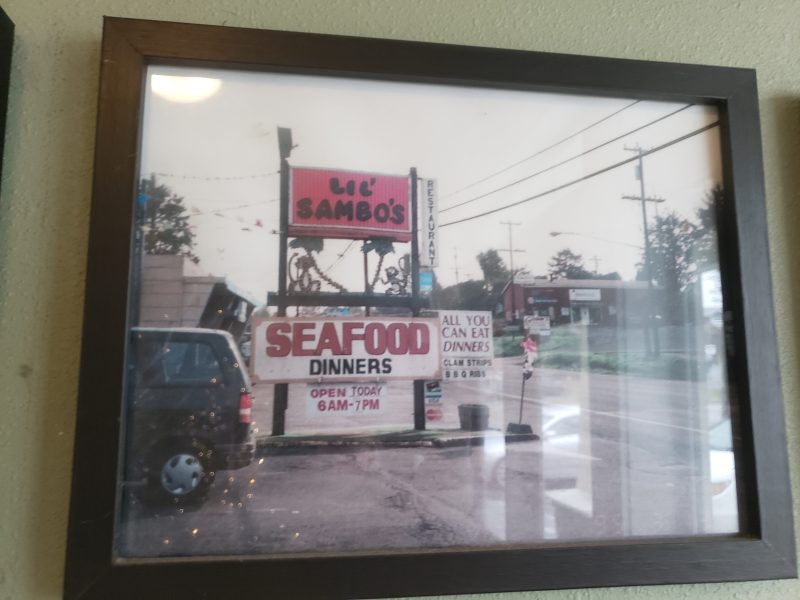 LiL'
SAMBO'S
RESTAURANT
SEAFOOD
DINNERS
ALL YOU
CAN EAT
DINNERS
CLAM STRIPS
B B Q RIBS
OPEN TODAY
6AM-7PM